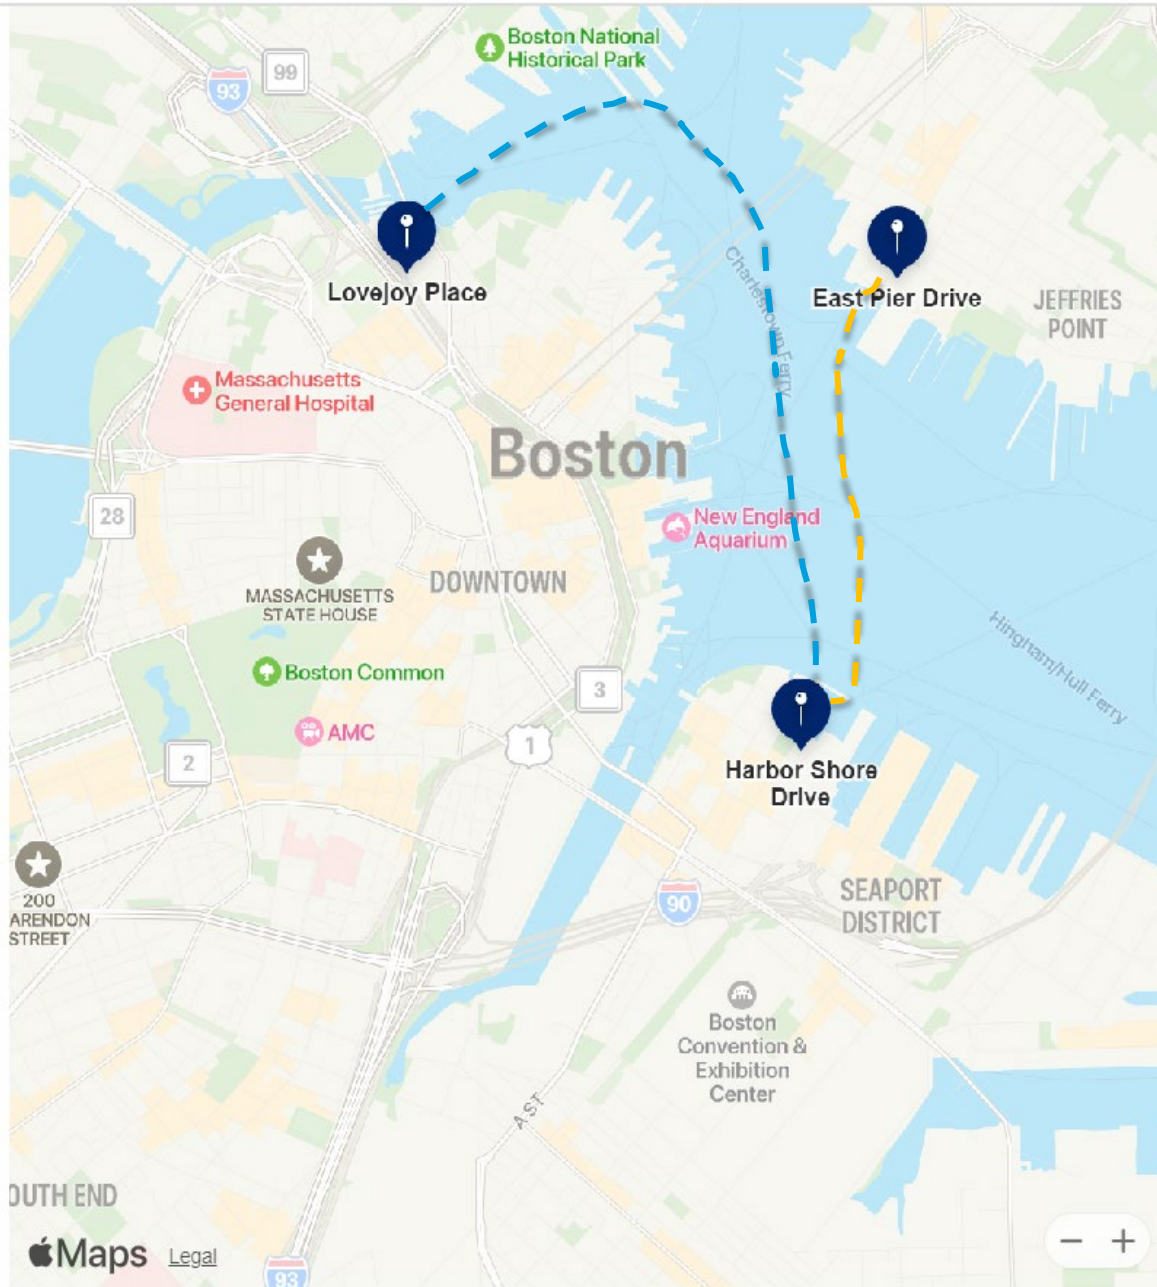 Boston National
Historical Park
99
93
Lovejoy Place
East Pier Drive
JEFFRIES
POINT
Charlestown Ferry
Massachusetts
General Hospital
Boston
28
New England
Aquarium
MASSACHUSETTS
STATE HOUSE
DOWNTOWN
Hingham/Hull Ferry
Boston Common
3
AMC
1
2
Harbor Shore
Drive
200
ARENDON
STREET
90
SEAPORT
DISTRICT
Boston
Convention &
Exhibition
Center
A ST
OUTH END
Maps
Legal
93
− +